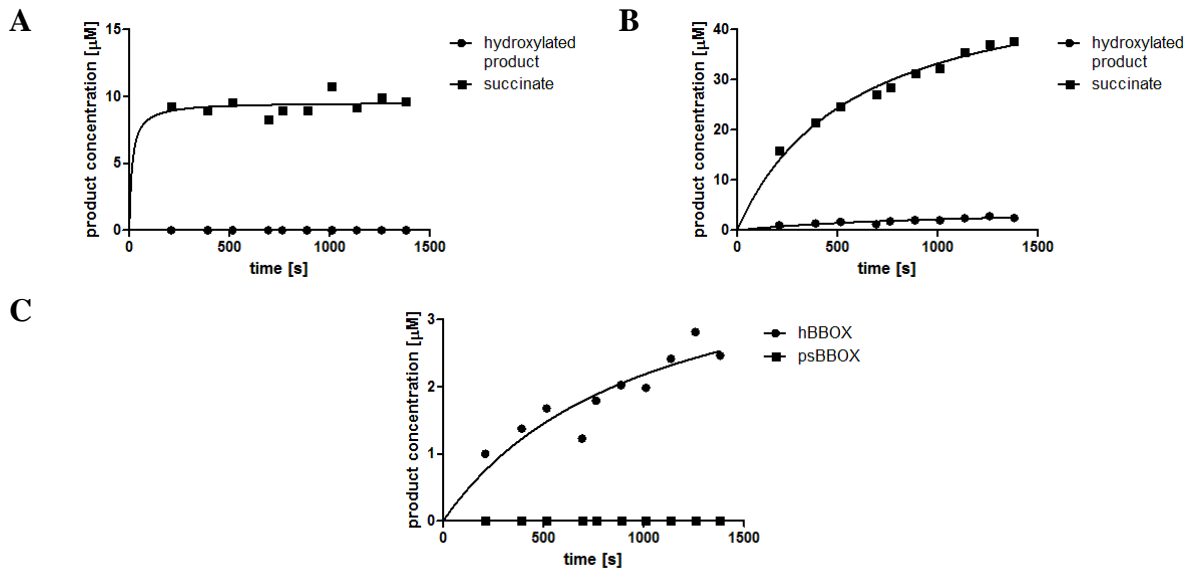 A
product concentration [µM]
15
10
5
0
0
500
1000
1500
time [s]
hydroxylated
product
succinate
B
product concentration [µM]
40
30
20
10
0
0
500
1000
1500
time [s]
hydroxylated
product
succinate
C
product concentration [µM]
3
2
1
0
0
500
1000
1500
time [s]
hBBOX
psBBOX